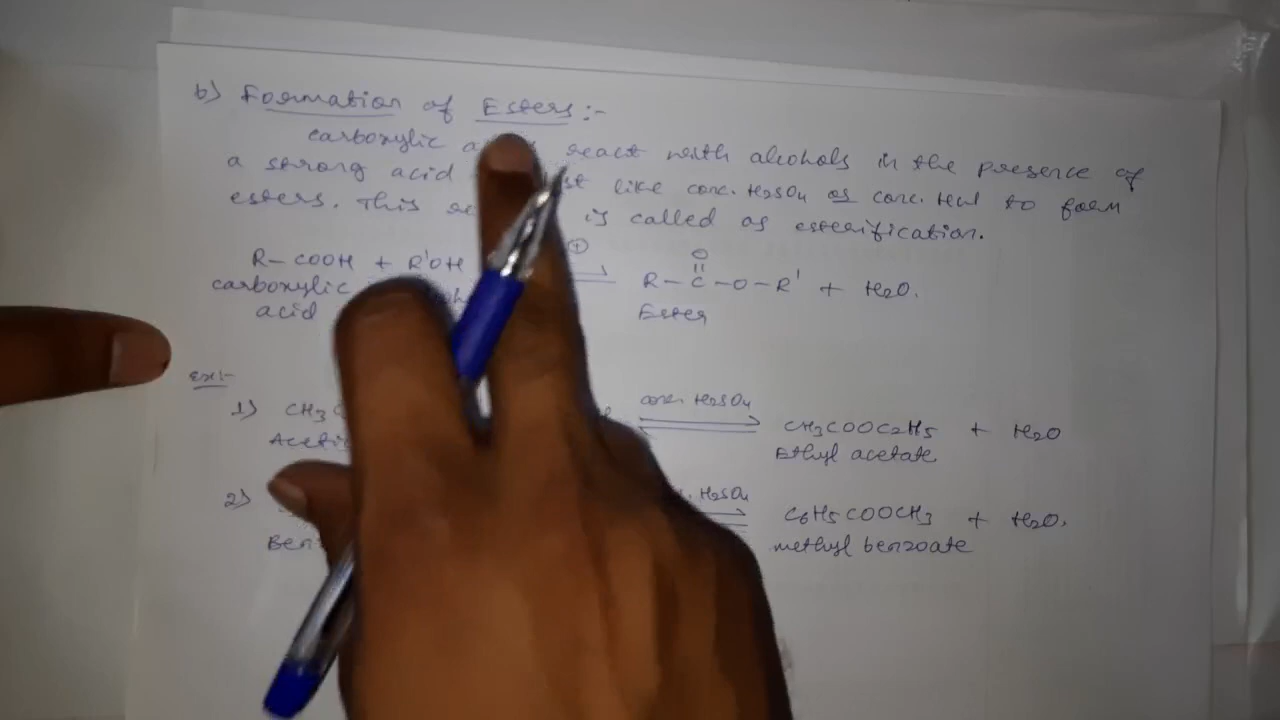 b) Formation of Esters :-
carboxylic react with alcohols in the presence of
a strong acid like conc. H2SO4 or conc. HCl to form
esters. This is called as esterification.
R-COOH + R'OH R-C-O-R' + H2O.
O
carboxylic
acid Ester
Ex:-
1) CH3 conc. H2SO4 CH3COOC2H5 + H2O
Ethyl acetate
2) H2SO4 C6H5COOCH3 + H2O.
methyl benzoate